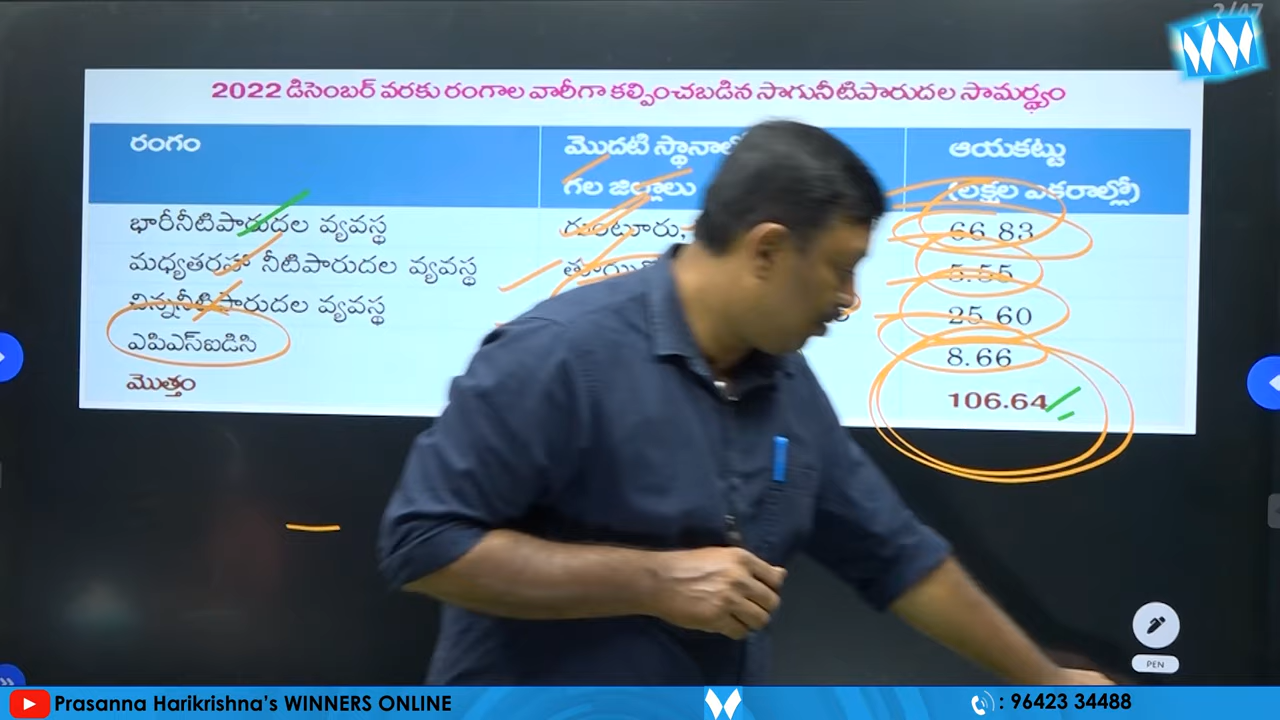 2/47
W
2022 డిసెంబర్ వరకు రంగాల వారీగా కల్పించబడిన సాగునీటిపారుదల సామర్థ్యం
రంగం మొదటి ఆయకట్టు
గల జిల్లాలు (లక్షల ఎకరాల్లో)
భారీనీటిపారుదల వ్యవస్థ గుంటూరు, 66.83
మధ్యతరహా నీటిపారుదల వ్యవస్థ 5.55
చిన్ననీటిపారుదల వ్యవస్థ 25.60
ఎపిఎస్ఐడిసి 8.66
మొత్తం 106.64
PEN
Prasanna Harikrishna's WINNERS ONLINE : 96423 34488